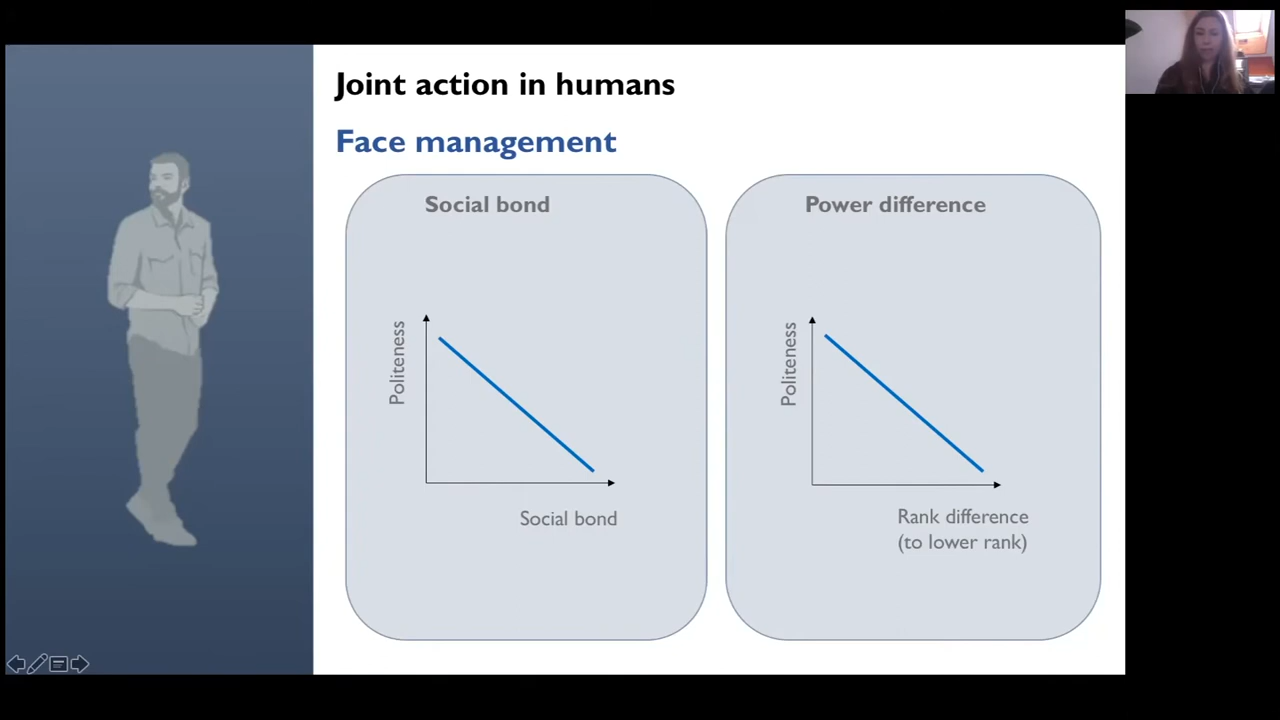 Joint action in humans
Face management
Social bond
Politeness
Social bond
Power difference
Politeness
Rank difference
(to lower rank)